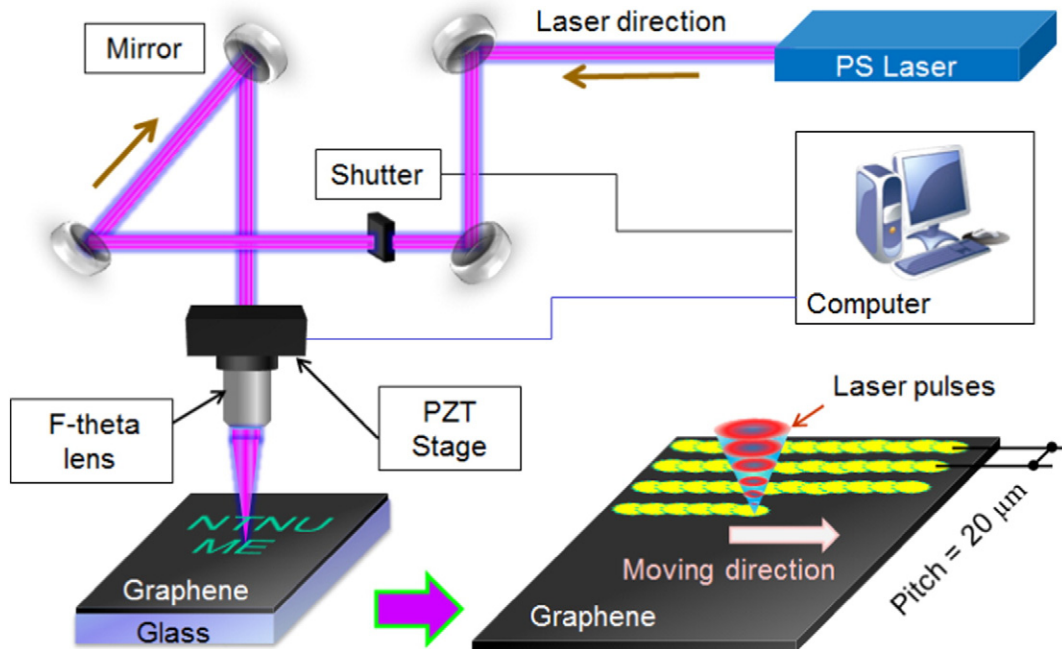 Laser direction
Mirror
PS Laser
Shutter
Computer
F-theta
lens
PZT
Stage
Laser pulses
NTNU
ME
Graphene
Glass
Moving direction
Graphene
Pitch = 20 μm